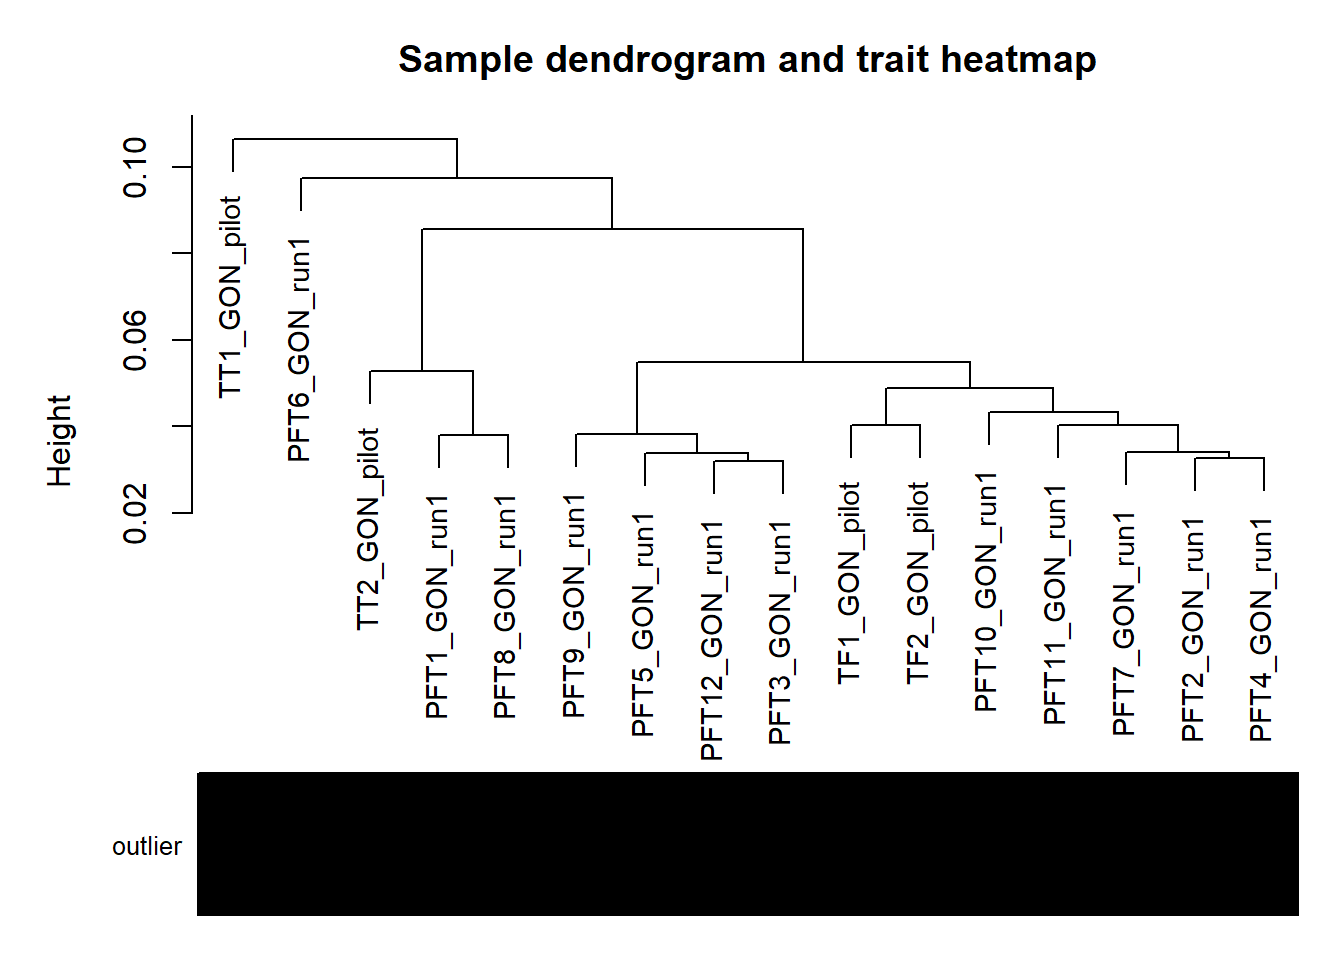 Sample dendrogram and trait heatmap
Height
0.10
0.06
0.02
TT1_GON_pilot
PFT6_GON_run1
TT2_GON_pilot
PFT1_GON_run1
PFT8_GON_run1
PFT9_GON_run1
PFT5_GON_run1
PFT12_GON_run1
PFT3_GON_run1
TF1_GON_pilot
TF2_GON_pilot
PFT10_GON_run1
PFT11_GON_run1
PFT7_GON_run1
PFT2_GON_run1
PFT4_GON_run1
outlier